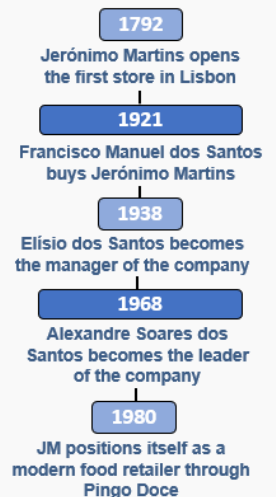 1792
Jerónimo Martins opens
the first store in Lisbon
1921
Francisco Manuel dos Santos
buys Jerónimo Martins
1938
Elísio dos Santos becomes
the manager of the company
1968
Alexandre Soares dos
Santos becomes the leader
of the company
1980
JM positions itself as a
modern food retailer through
Pingo Doce